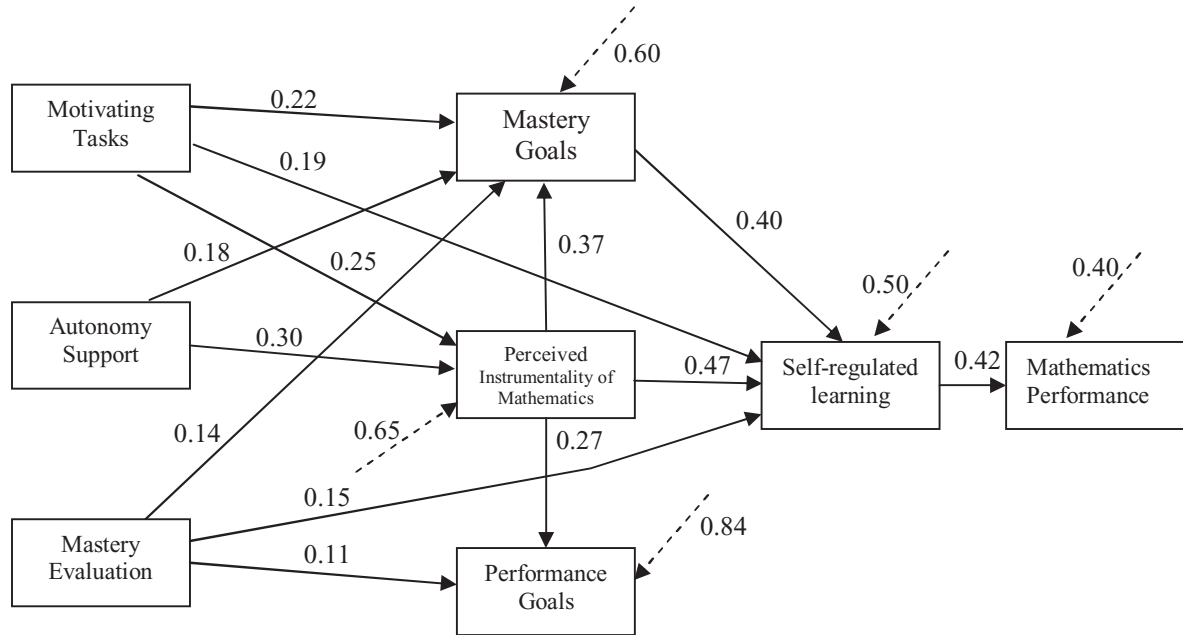 0.60
Motivating
Tasks
0.22
Mastery
Goals
0.19
0.40
0.18
0.25
0.37
0.50
0.40
Autonomy
Support
0.30
Perceived
Instrumentality of
Mathematics
0.47
Self-regulated
learning
0.42
Mathematics
Performance
0.14
0.65
0.27
0.15
Mastery
Evaluation
0.11
0.84
Performance
Goals